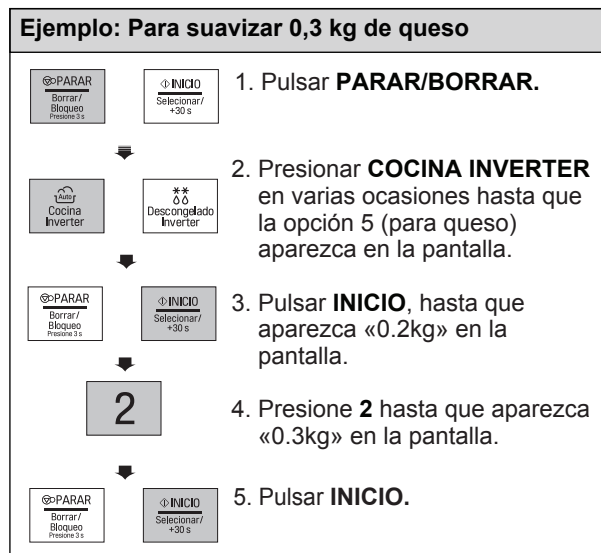 Ejemplo: Para suavizar 0,3 kg de queso
PARAR
Borrar/
Bloqueo
Presione 3 s
INICIO
Selecionar/
+30 s
1. Pulsar PARAR/BORRAR.
Auto
Cocina
Inverter
Descongelado
Inverter
2. Presionar COCINA INVERTER
en varias ocasiones hasta que
la opción 5 (para queso)
aparezca en la pantalla.
PARAR
Borrar/
Bloqueo
Presione 3 s
INICIO
Selecionar/
+30 s
3. Pulsar INICIO, hasta que
aparezca «0.2kg» en la
pantalla.
2
4. Presione 2 hasta que aparezca
«0.3kg» en la pantalla.
PARAR
Borrar/
Bloqueo
Presione 3 s
INICIO
Selecionar/
+30 s
5. Pulsar INICIO.